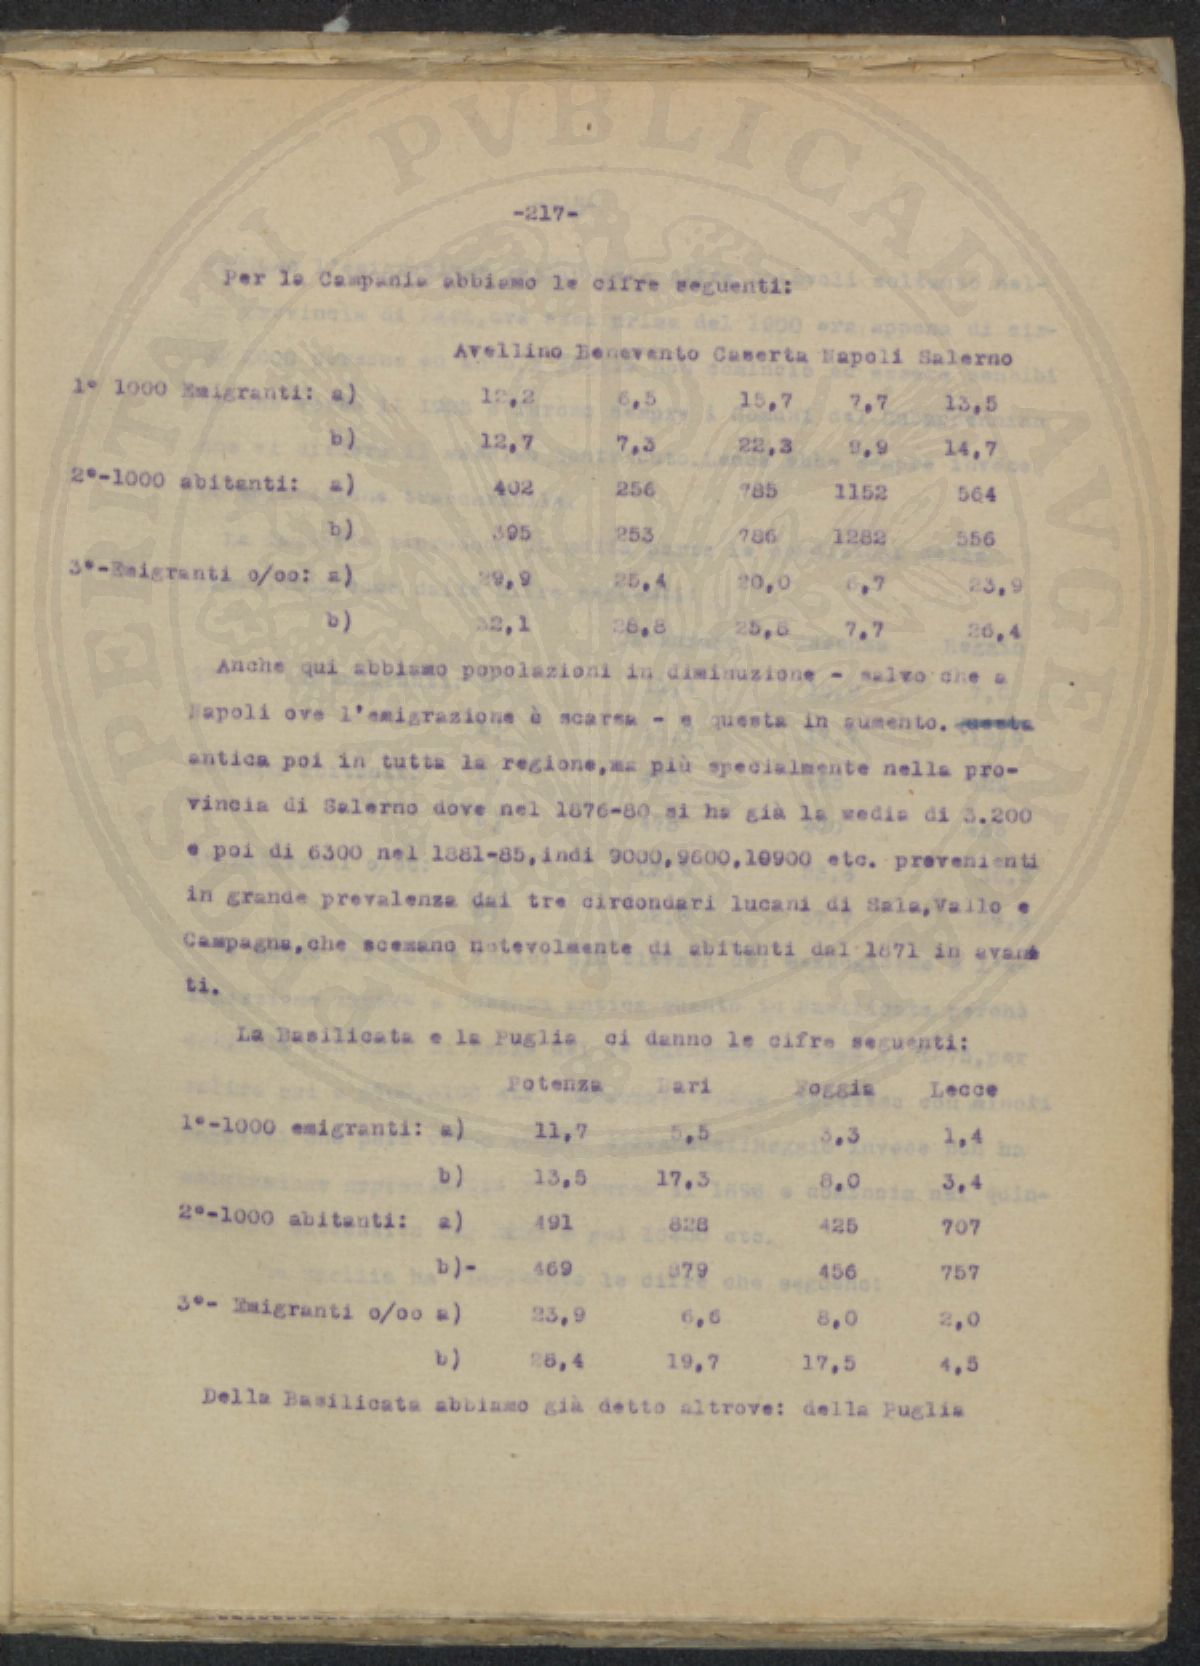 -217-
Per la Campania abbiamo le cifre seguenti:
Avellino Benevento Caserta Napoli Salerno
1° 1000 Emigranti: a) 12,2 6,5 15,7 7,7 13,5
b) 12,7 7,3 22,3 9,9 14,7
2°-1000 abitanti: a) 402 256 785 1152 564
b) 395 253 786 1282 556
3°-Emigranti o/oo: a) 29,9 25,4 20,0 6,7 23,9
b) 32,1 28,8 25,8 7,7 26,4
Anche qui abbiamo popolazioni in diminuzione - salvo che a
Napoli ove l'emigrazione è scarsa - e questa in aumento.
antica poi in tutta la regione,ma più specialmente nella pro-
vincia di Salerno dove nel 1876-80 si ha già la media di 3.200
e poi di 6300 nel 1881-85,indi 9000,9600,10900 etc. provenienti
in grande prevalenza dai tre circondari lucani di Sala,Vallo e
Campagna,che scemano notevolmente di abitanti dal 1871 in avan
ti.
La Basilicata e la Puglia ci danno le cifre seguenti:
Potenza Bari Foggia Lecce
1°-1000 emigranti: a) 11,7 5,5 3,3 1,4
b) 13,5 17,3 8,0 3,4
2°-1000 abitanti: a) 491 828 425 707
b)- 469 879 456 757
3°- Emigranti o/oo a) 23,9 6,6 8,0 2,0
b) 28,4 19,7 17,5 4,5
Della Basilicata abbiamo già detto altrove: della Puglia